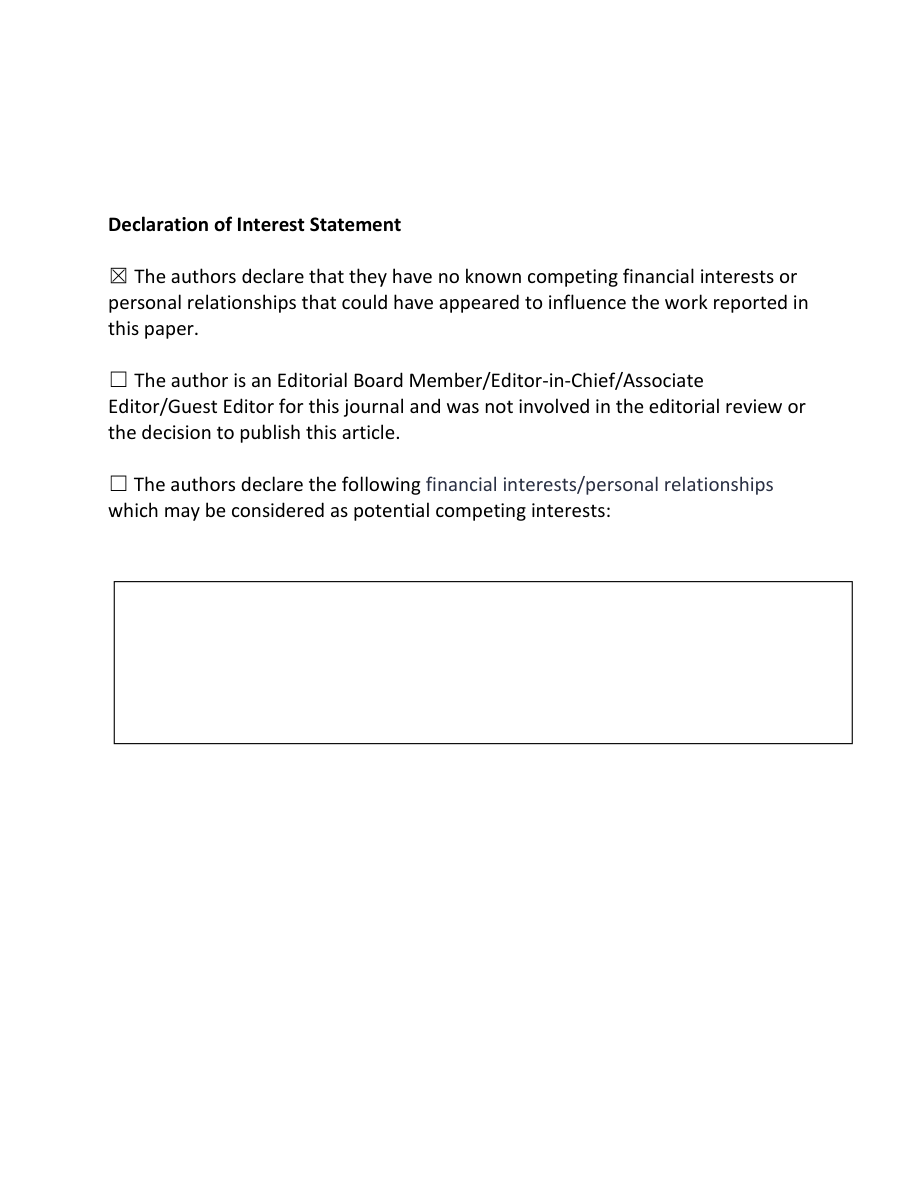 Declaration of Interest Statement
☒ The authors declare that they have no known competing financial interests or
personal relationships that could have appeared to influence the work reported in
this paper.
☐ The author is an Editorial Board Member/Editor-in-Chief/Associate
Editor/Guest Editor for this journal and was not involved in the editorial review or
the decision to publish this article.
☐ The authors declare the following financial interests/personal relationships
which may be considered as potential competing interests: